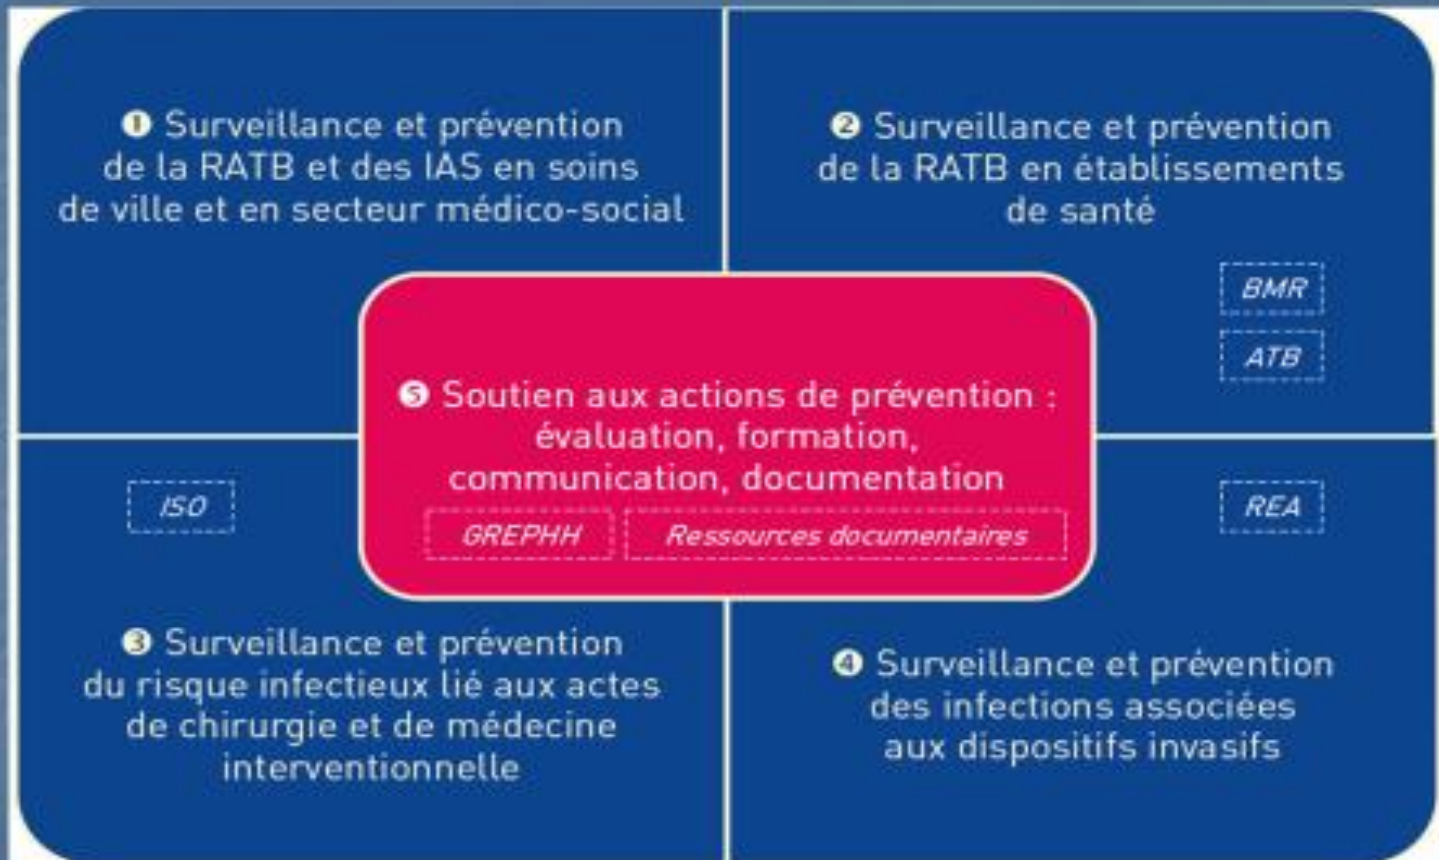 ❶ Surveillance et prévention
de la RATB et des IAS en soins
de ville et en secteur médico-social
❷ Surveillance et prévention
de la RATB en établissements
de santé
BMR
ATB
❺ Soutien aux actions de prévention :
évaluation, formation,
communication, documentation
GREPHH
Ressources documentaires
ISO
REA
❸ Surveillance et prévention
du risque infectieux lié aux actes
de chirurgie et de médecine
interventionnelle
❹ Surveillance et prévention
des infections associées
aux dispositifs invasifs